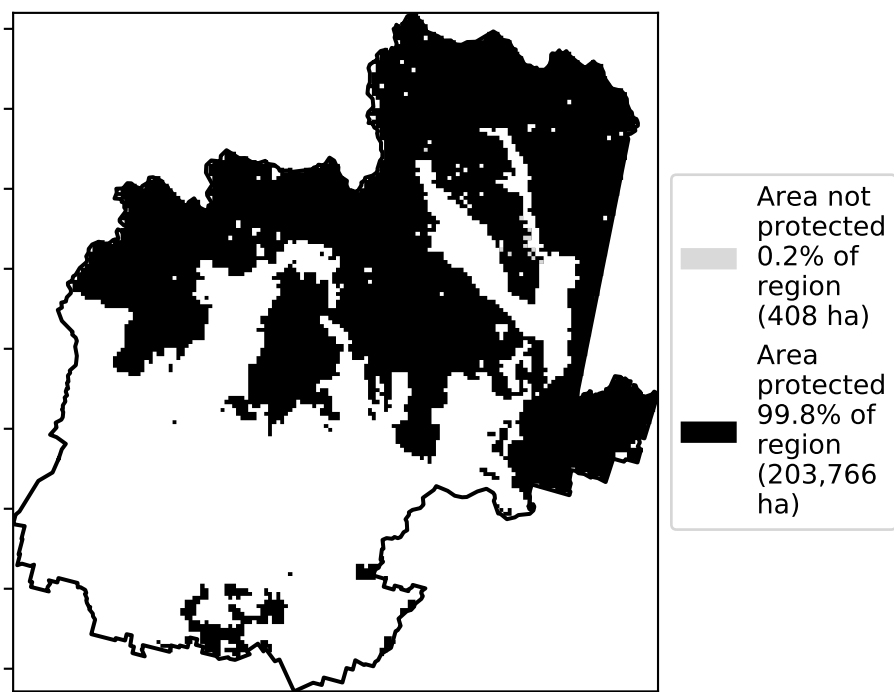 Area not
protected
0.2% of
region
(408 ha)
Area
protected
99.8% of
region
(203,766
ha)